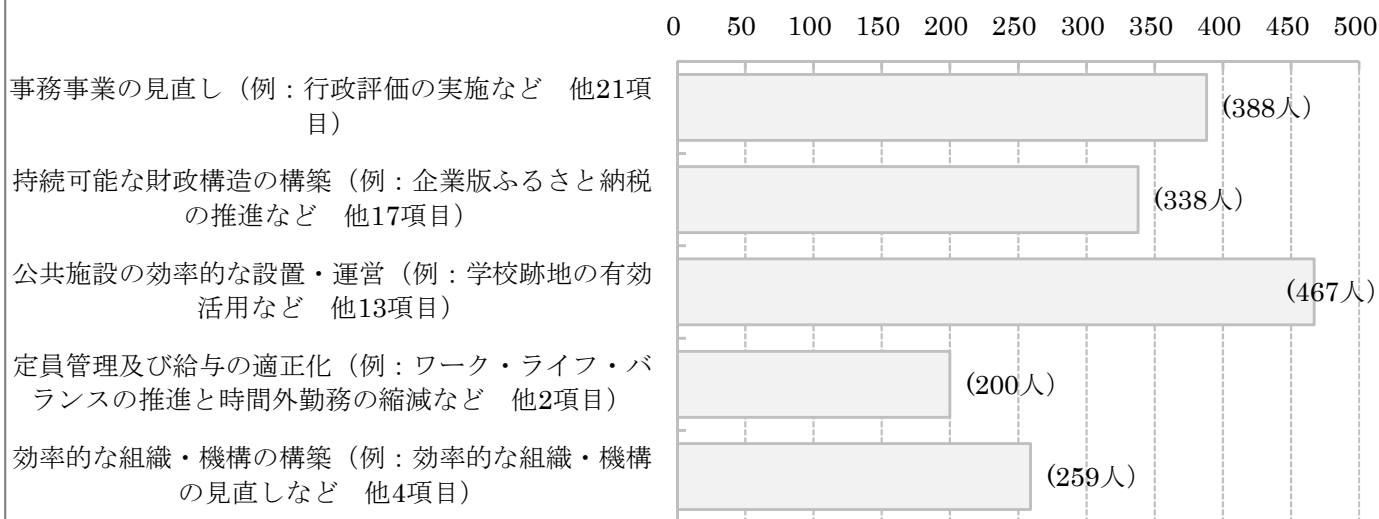 0 50 100 150 200 250 300 350 400 450 500
事務事業の見直し（例：行政評価の実施など　他21項
目）
(388人)
持続可能な財政構造の構築（例：企業版ふるさと納税
の推進など　他17項目）
(338人)
公共施設の効率的な設置・運営（例：学校跡地の有効
活用など　他13項目）
(467人)
定員管理及び給与の適正化（例：ワーク・ライフ・バ
ランスの推進と時間外勤務の縮減など　他2項目）
(200人)
効率的な組織・機構の構築（例：効率的な組織・機構
の見直しなど　他4項目）
(259人)